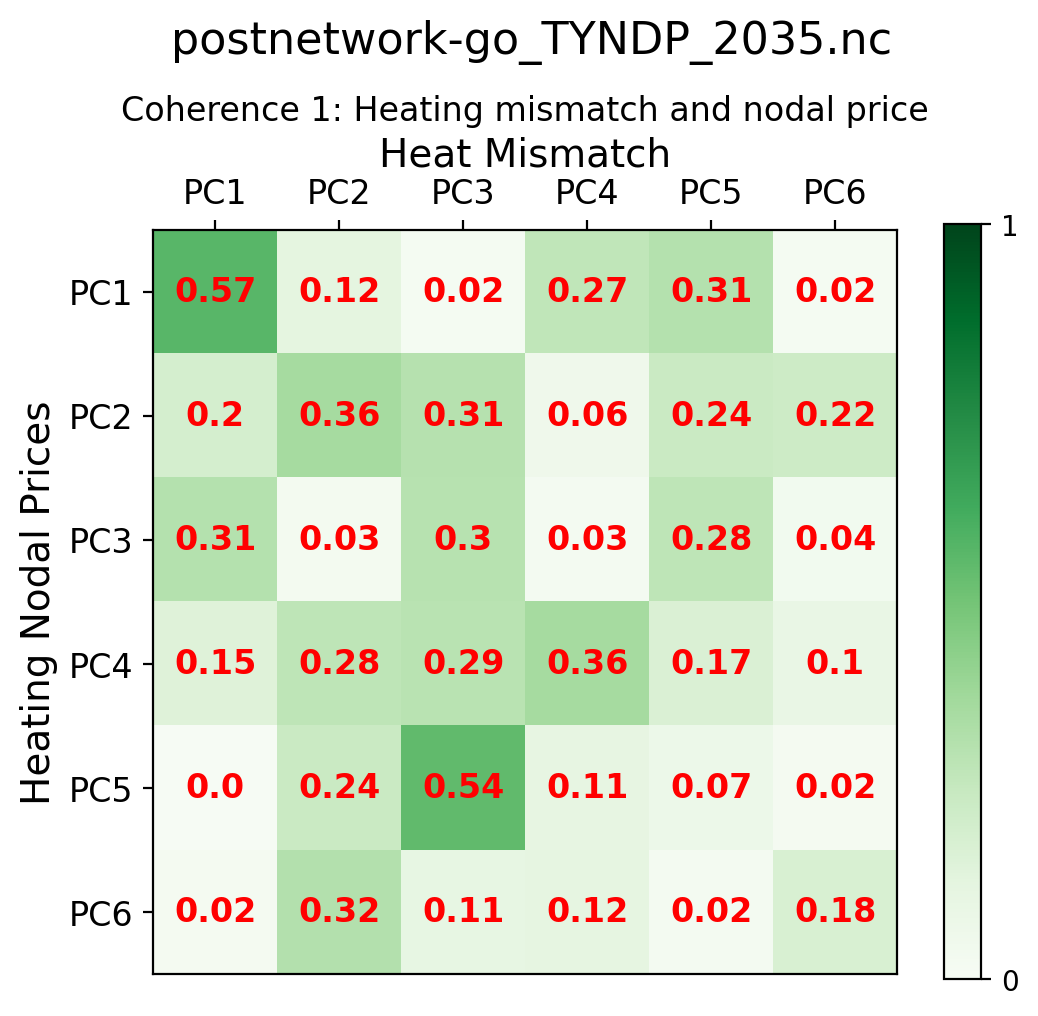 postnetwork-go_TYNDP_2035.nc
Coherence 1: Heating mismatch and nodal price
Heat Mismatch
PC1 PC2 PC3 PC4 PC5 PC6
1
PC1 0.57 0.12 0.02 0.27 0.31 0.02
PC2 0.2 0.36 0.31 0.06 0.24 0.22
Heating Nodal Prices
PC3 0.31 0.03 0.3 0.03 0.28 0.04
PC4 0.15 0.28 0.29 0.36 0.17 0.1
PC5 0.0 0.24 0.54 0.11 0.07 0.02
PC6 0.02 0.32 0.11 0.12 0.02 0.18
0